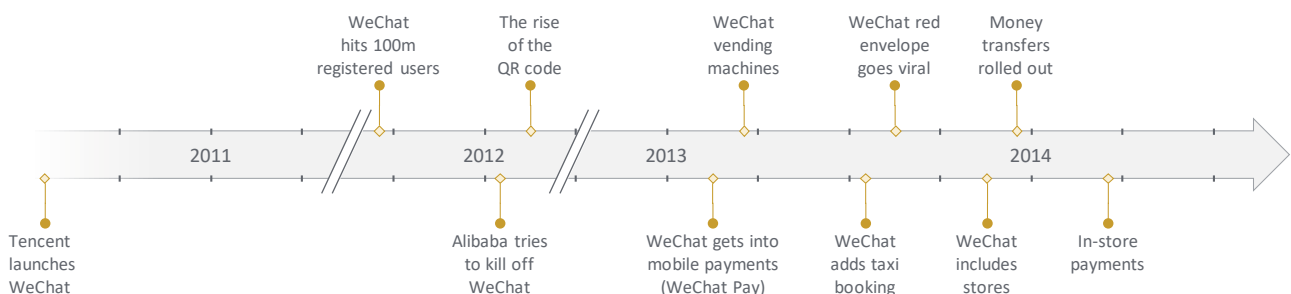 WeChat
hits 100m
registered users
The rise
of the
QR code
WeChat
vending
machines
WeChat red
envelope
goes viral
Money
transfers
rolled out
2011
2012
2013
2014
Tencent
launches
WeChat
Alibaba tries
to kill off
WeChat
WeChat gets into
mobile payments
(WeChat Pay)
WeChat
adds taxi
booking
WeChat
includes
stores
In-store
payments